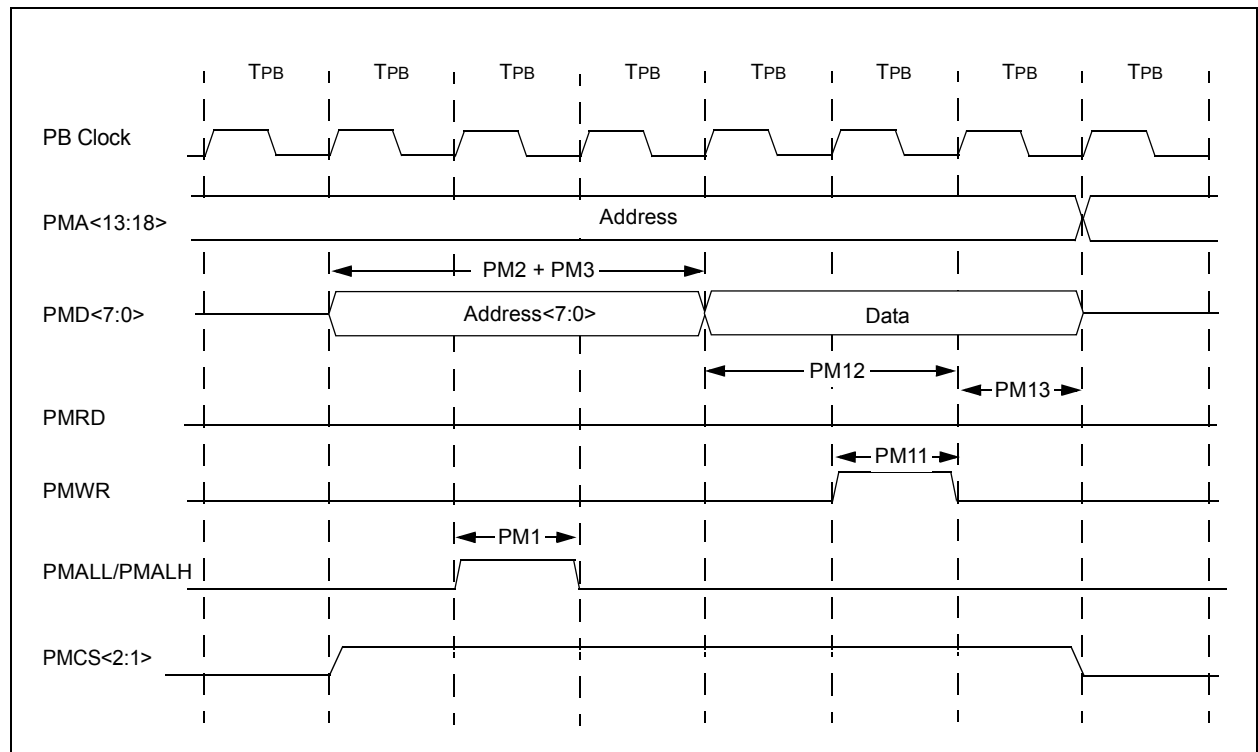 TPB TPB TPB TPB TPB TPB TPB TPB
PB Clock
PMA<13:18> Address
PM2 + PM3
PMD<7:0> Address<7:0> Data
PM12
PM13
PMRD
PM11
PMWR
PM1
PMALL/PMALH
PMCS<2:1>